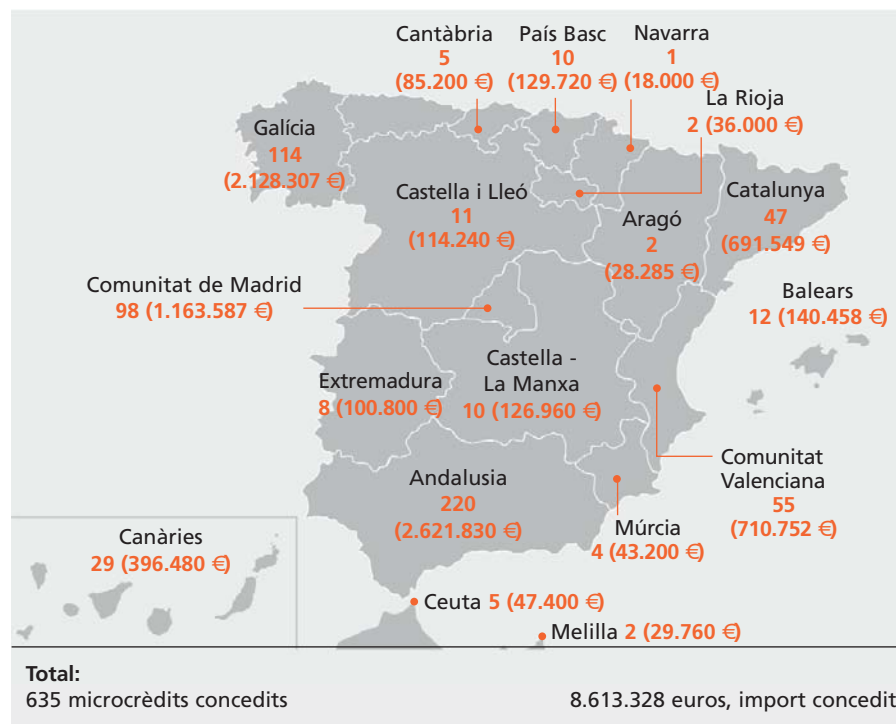 Cantàbria
5
(85.200 €)
País Basc
10
(129.720 €)
Navarra
1
(18.000 €)
La Rioja
2 (36.000 €)
Galícia
114
(2.128.307 €)
Castella i Lleó
11
(114.240 €)
Aragó
2
(28.285 €)
Catalunya
47
(691.549 €)
Comunitat de Madrid
98 (1.163.587 €)
Balears
12 (140.458 €)
Extremadura
8 (100.800 €)
Castella -
La Manxa
10 (126.960 €)
Comunitat
Valenciana
55
(710.752 €)
Andalusia
220
(2.621.830 €)
Múrcia
4 (43.200 €)
Canàries
29 (396.480 €)
Ceuta 5 (47.400 €)
Melilla 2 (29.760 €)
Total:
635 microcrèdits concedits
8.613.328 euros, import concedit